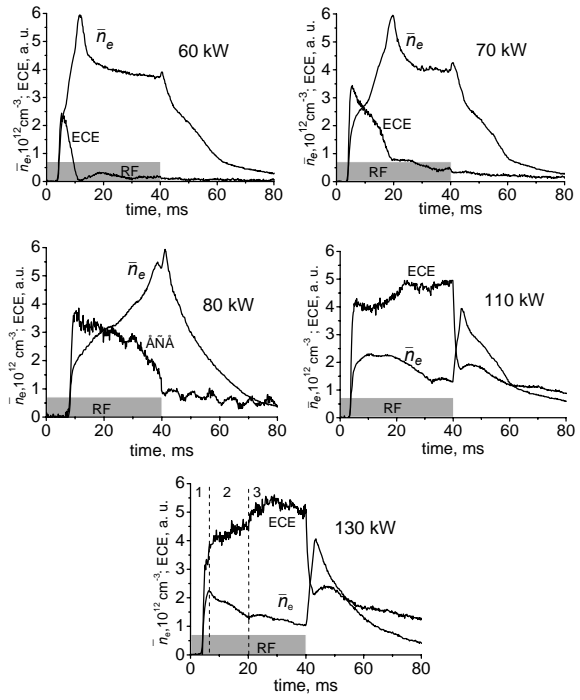 n̄e,10¹²cm⁻³; ECE, a. u.
6
5
4
3
2
1
0
n̄e
60 kW
ECE
RF
0 20 40 60 80
time, ms
n̄e,10¹²cm⁻³; ECE, a. u.
6
5
4
3
2
1
0
n̄e
70 kW
ECE
RF
0 20 40 60 80
time, ms
n̄e,10¹²cm⁻³; ECE, a.u.
6
5
4
3
2
1
0
n̄e
80 kW
ÅÑÅ
RF
0 20 40 60 80
time, ms
n̄e,10¹²cm⁻³; ECE, a. u.
6
5
4
3
2
1
0
ECE
110 kW
n̄e
RF
0 20 40 60 80
time, ms
n̄e,10¹²cm⁻³; ECE, a. u.
6
5
4
3
2
1
0
1 2 3
ECE
130 kW
n̄e
RF
0 20 40 60 80
time, ms